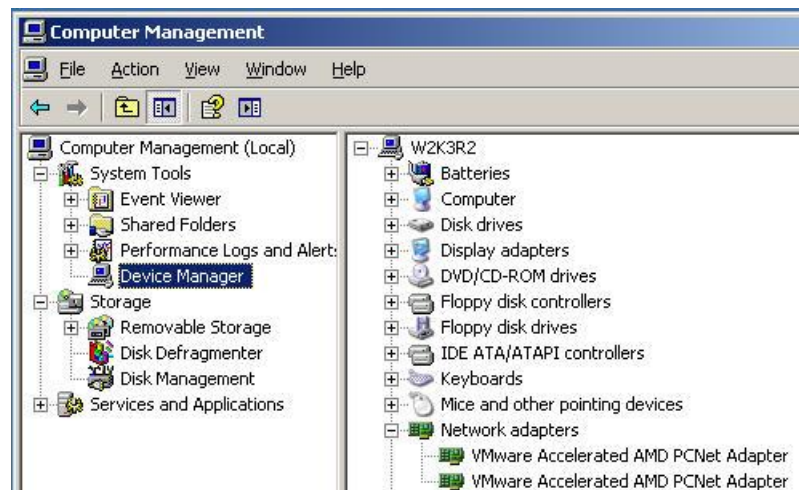 Computer Management
File Action View Window Help
Computer Management (Local)
System Tools
Event Viewer
Shared Folders
Performance Logs and Alert
Device Manager
Storage
Removable Storage
Disk Defragmenter
Disk Management
Services and Applications
W2K3R2
Batteries
Computer
Disk drives
Display adapters
DVD/CD-ROM drives
Floppy disk controllers
Floppy disk drives
IDE ATA/ATAPI controllers
Keyboards
Mice and other pointing devices
Network adapters
VMware Accelerated AMD PCNet Adapter
VMware Accelerated AMD PCNet Adapter